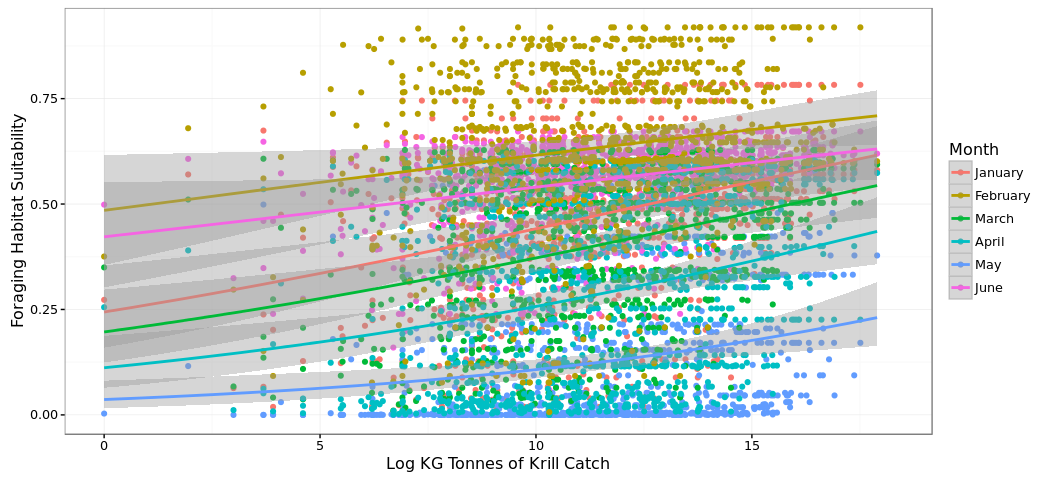 0.75
0.50
0.25
0.00
Foraging Habitat Suitability
0
5
10
15
Log KG Tonnes of Krill Catch
Month
January
February
March
April
May
June